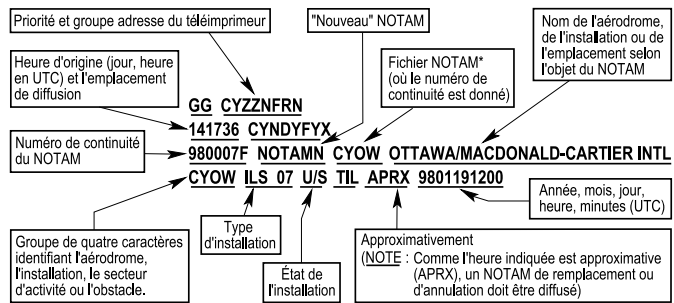 Priorité et groupe adresse du téléimprimeur
"Nouveau" NOTAM
Nom de l'aérodrome,
de l'installation ou de
l'emplacement selon
l'objet du NOTAM
Heure d'origine (jour, heure
en UTC) et l'emplacement
de diffusion
Fichier NOTAM*
(où le numéro de
continuité est donné)
GG CYZZNFRN
141736 CYNDYFYX
Numéro de continuité
du NOTAM
980007F NOTAMN CYOW OTTAWA/MACDONALD-CARTIER INTL
CYOW ILS 07 U/S TIL APRX 9801191200
Groupe de quatre caractères
identifiant l'aérodrome,
l'installation, le secteur
d'activité ou l'obstacle.
Type
d'installation
État de
l'installation
Année, mois, jour,
heure, minutes (UTC)
Approximativement
(NOTE : Comme l'heure indiquée est approximative
(APRX), un NOTAM de remplacement ou
d'annulation doit être diffusé)